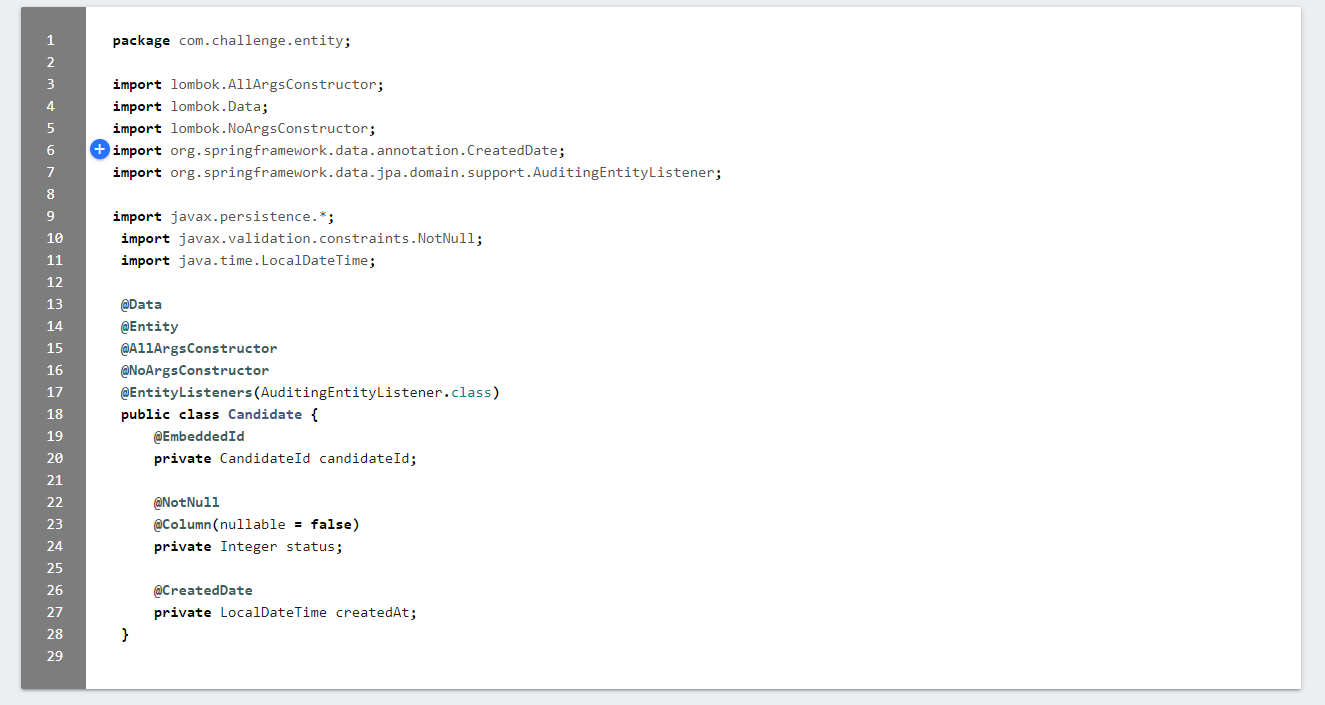 1 package com.challenge.entity;
2
3 import lombok.AllArgsConstructor;
4 import lombok.Data;
5 import lombok.NoArgsConstructor;
6 + import org.springframework.data.annotation.CreatedDate;
7 import org.springframework.data.jpa.domain.support.AuditingEntityListener;
8
9 import javax.persistence.*;
10 import javax.validation.constraints.NotNull;
11 import java.time.LocalDateTime;
12
13 @Data
14 @Entity
15 @AllArgsConstructor
16 @NoArgsConstructor
17 @EntityListeners(AuditingEntityListener.class)
18 public class Candidate {
19 @EmbeddedId
20 private CandidateId candidateId;
21
22 @NotNull
23 @Column(nullable = false)
24 private Integer status;
25
26 @CreatedDate
27 private LocalDateTime createdAt;
28 }
29